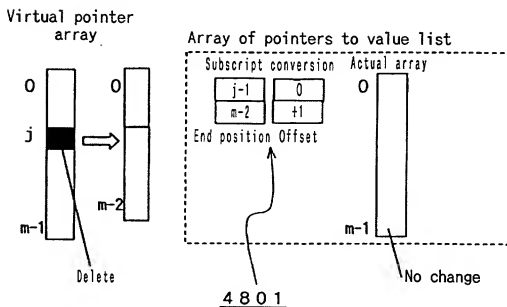 Virtual pointer
array
Array of pointers to value list
Subscript conversion
Actual array
0
0
0
j-1
0
m-2
+1
j
End position Offset
m-2
m-1
m-1
Delete
No change
4801